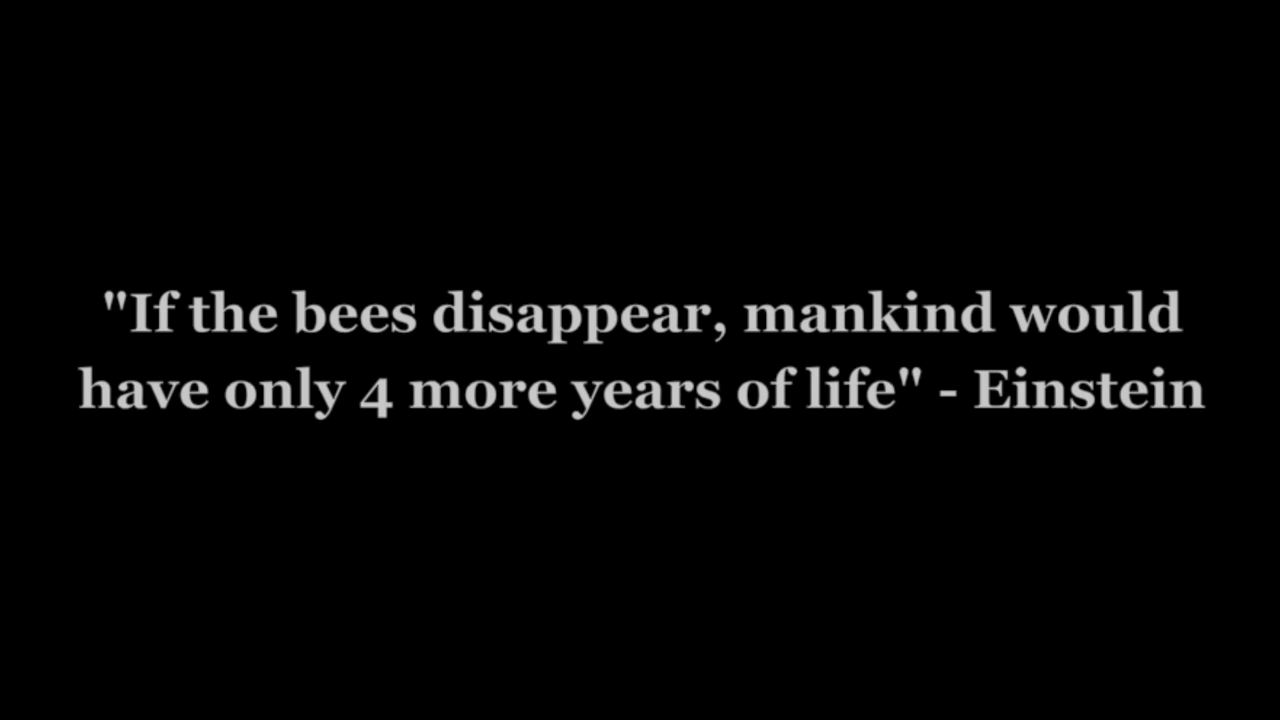 "If the bees disappear, mankind would
have only 4 more years of life" - Einstein